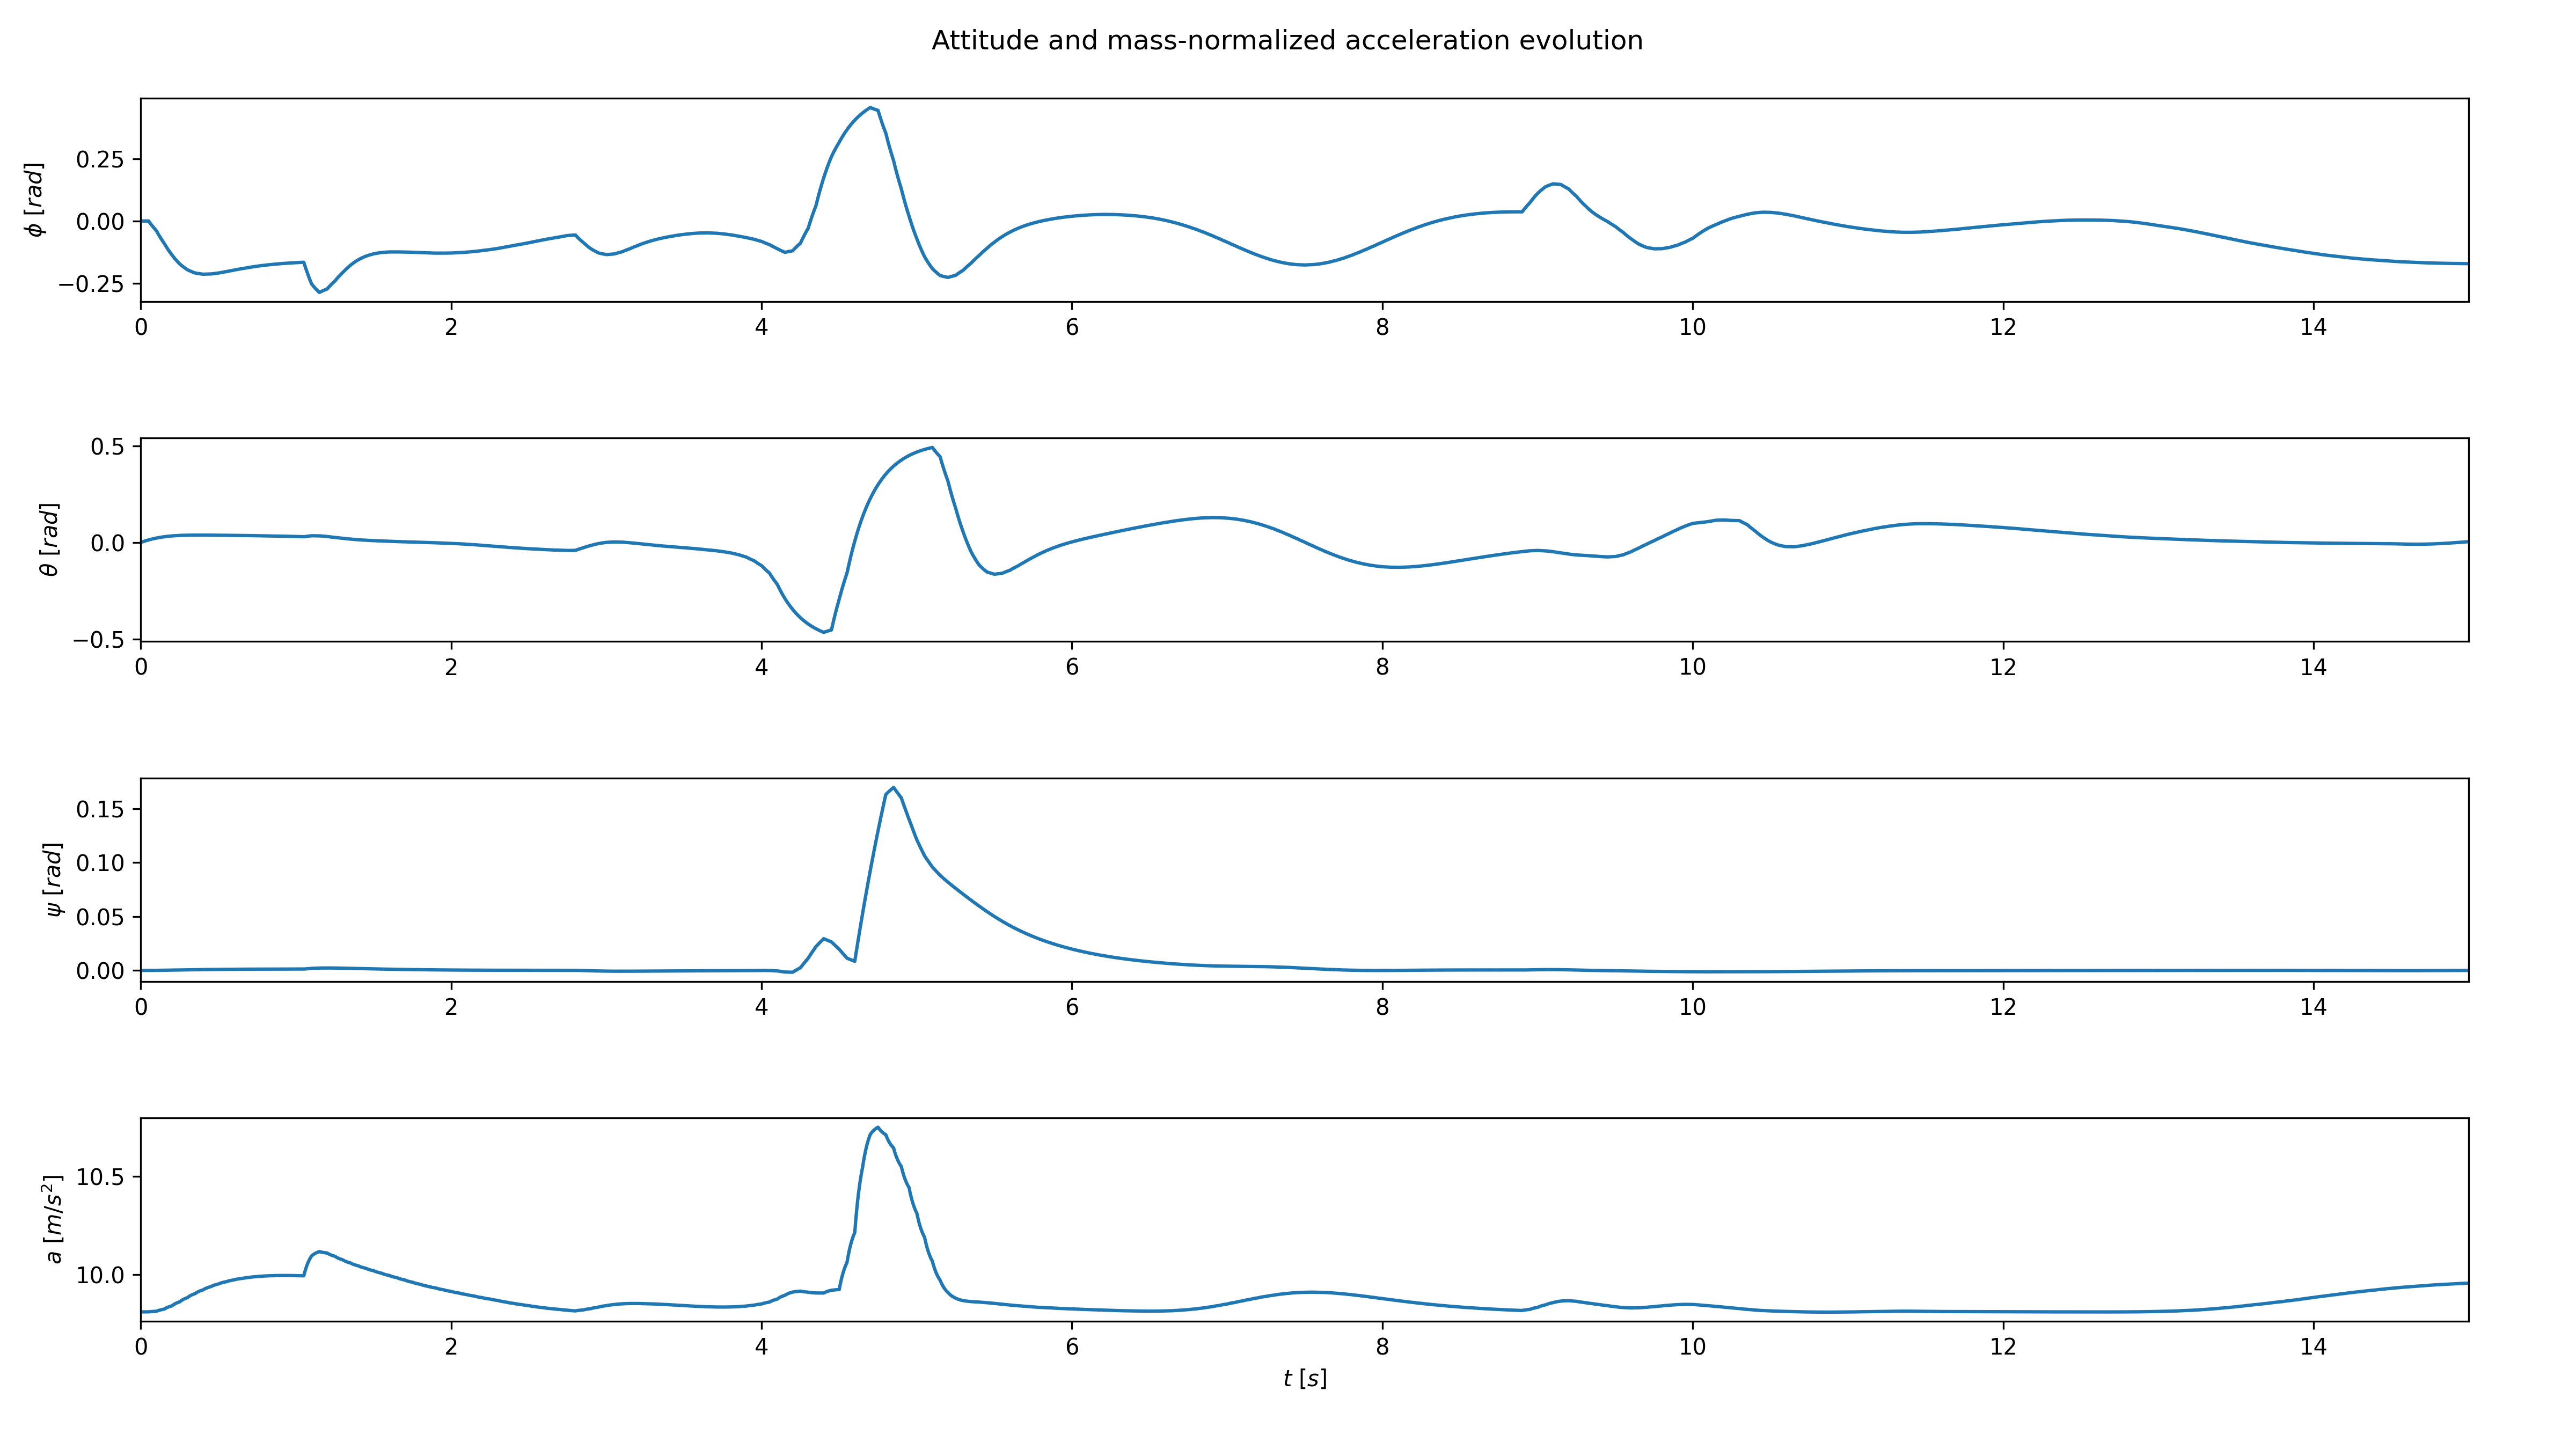 Attitude and mass-normalized acceleration evolution
ϕ [rad]
0.25
0.00
−0.25
0 2 4 6 8 10 12 14
θ [rad]
0.5
0.0
−0.5
0 2 4 6 8 10 12 14
ψ [rad]
0.15
0.10
0.05
0.00
0 2 4 6 8 10 12 14
a [m/s²]
10.5
10.0
0 2 4 6 8 10 12 14
t [s]